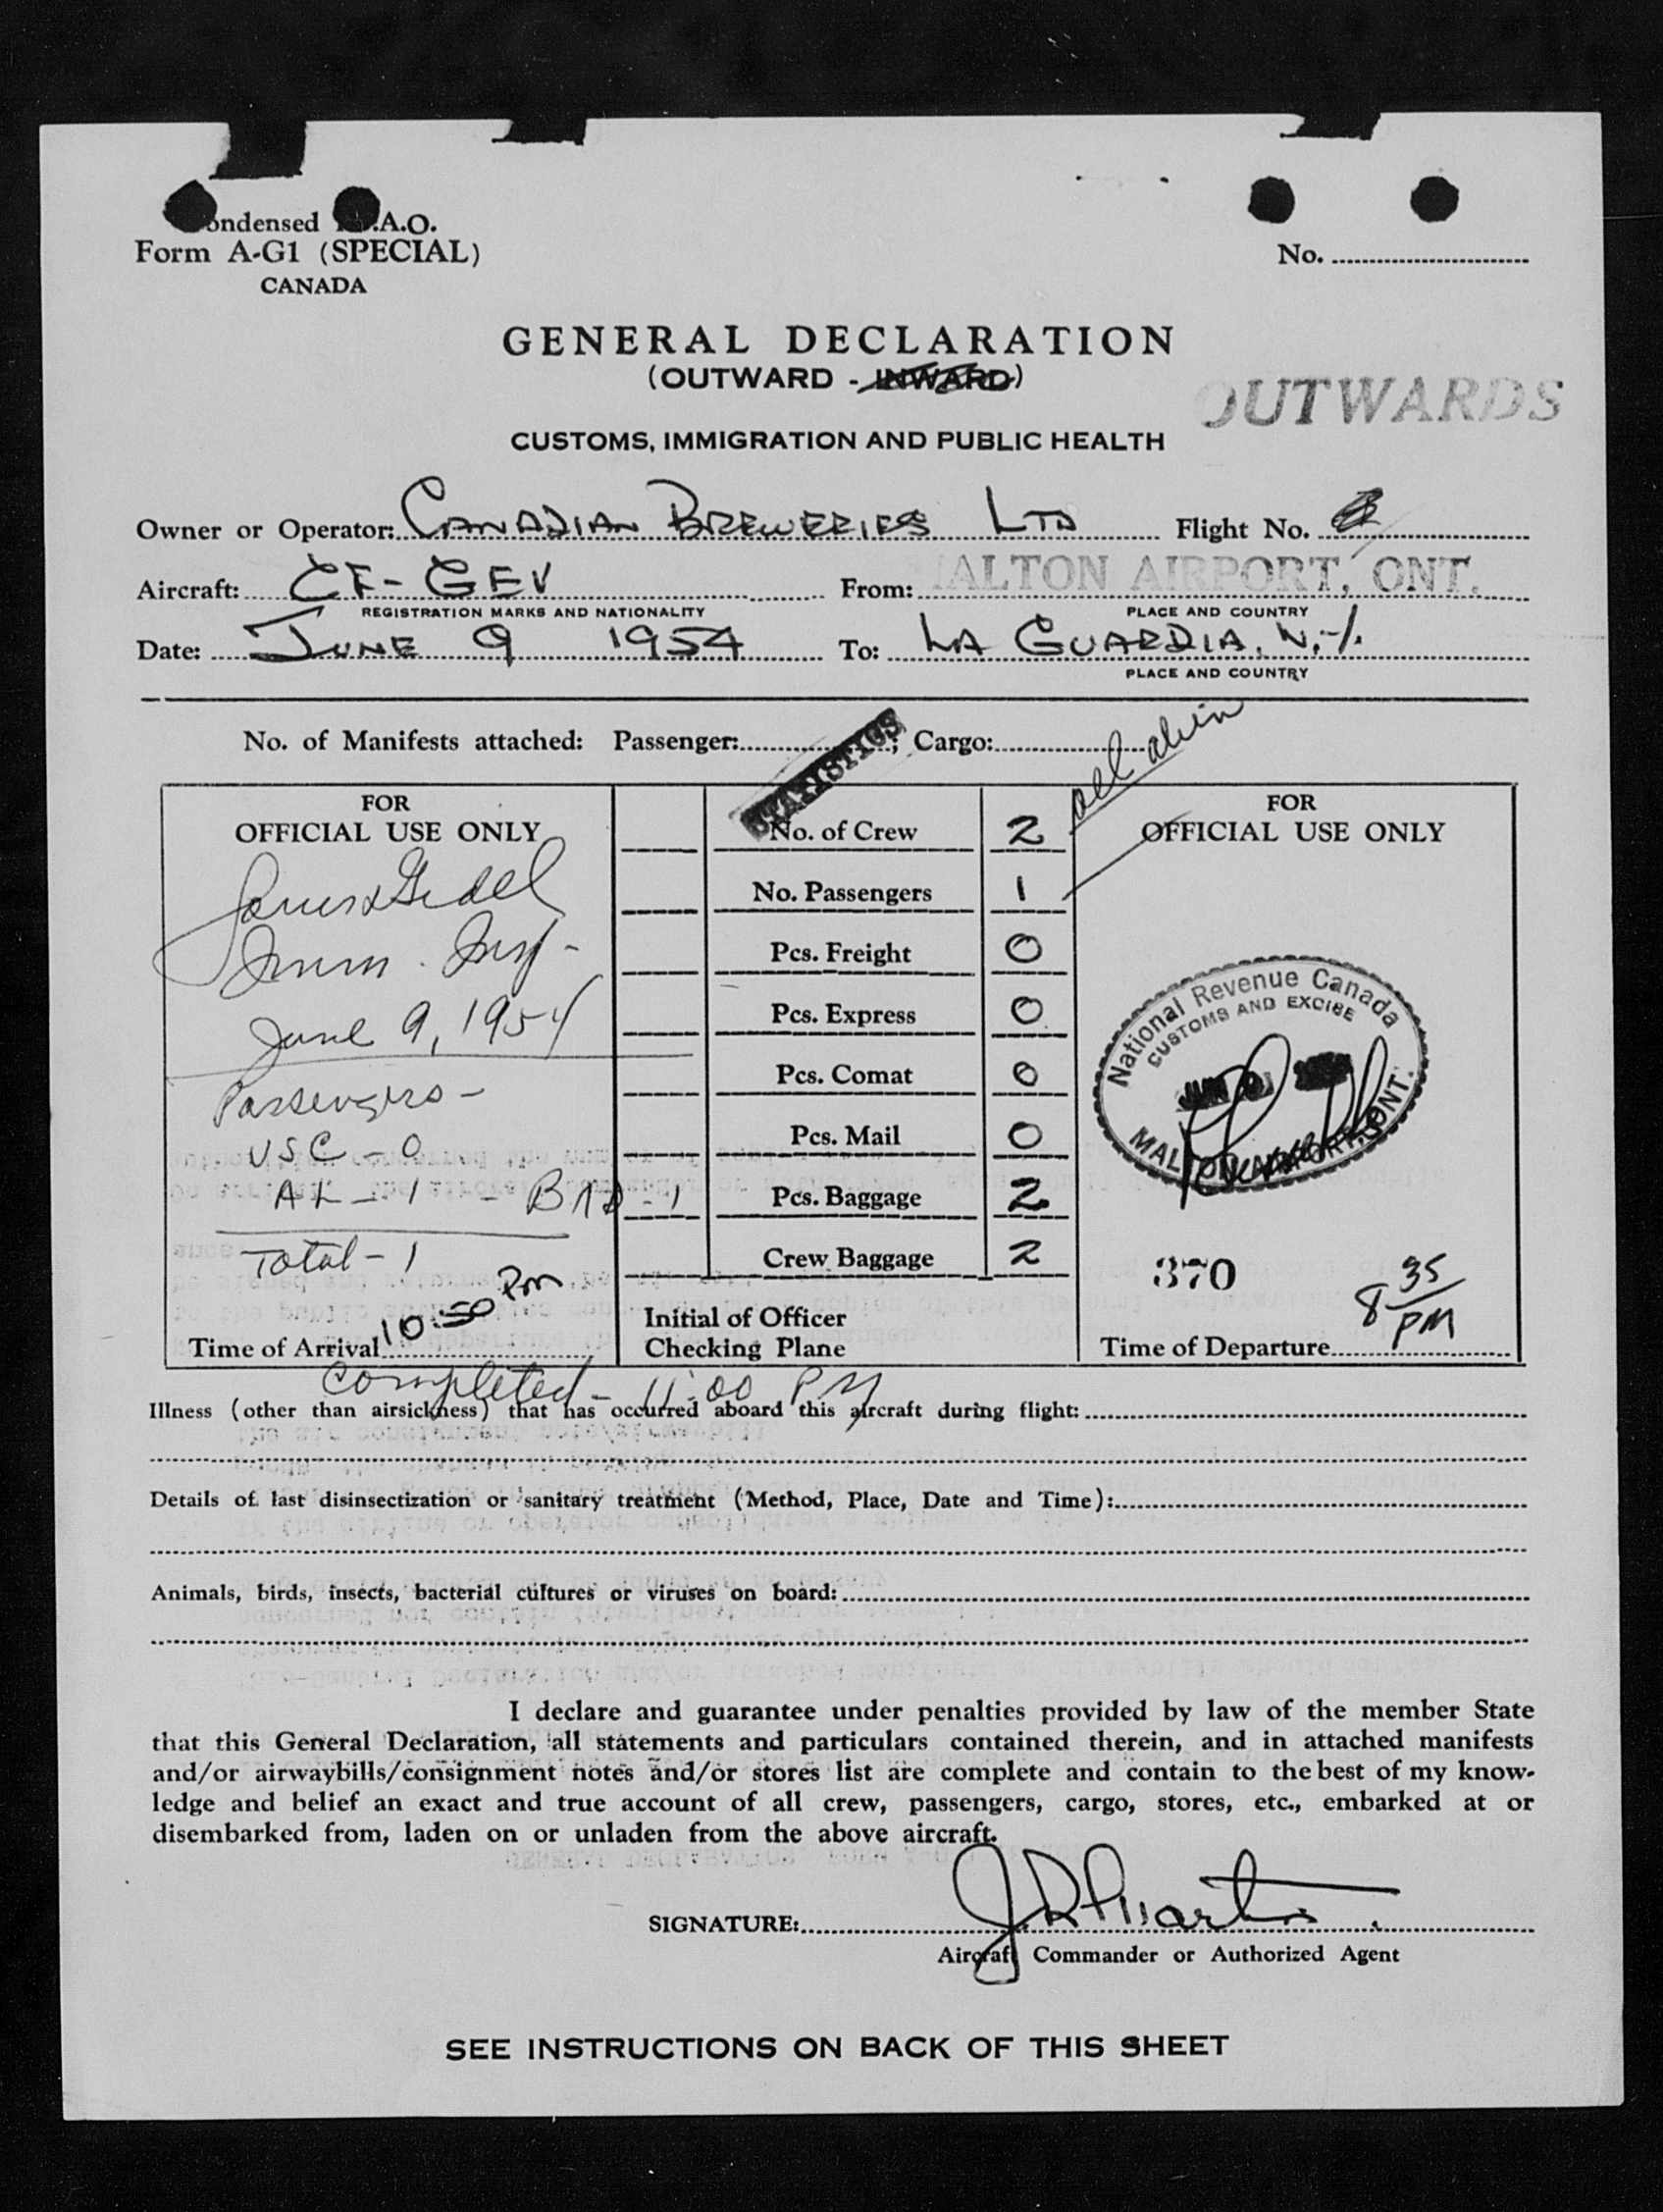 Condensed I.C.A.O.
Form A-G1 (SPECIAL)
CANADA
No.
GENERAL DECLARATION
(OUTWARD - INWARD)
OUTWARDS
CUSTOMS, IMMIGRATION AND PUBLIC HEALTH
Owner or Operator: CANADIAN BREWERIES LTD Flight No.
Aircraft: CF-GEV From: MALTON AIRPORT, ONT.
REGISTRATION MARKS AND NATIONALITY PLACE AND COUNTRY
Date: JUNE 9 1954 To: LA GUARDIA, N.Y.
PLACE AND COUNTRY
No. of Manifests attached: Passenger: ; Cargo:
STATISTICS
FOR
OFFICIAL USE ONLY
Imm. Insp-
June 9, 1954
Passengers-
USC - 0
AL - 1 -
Total - 1
Time of Arrival 10:50 Pm
No. of Crew 2
No. Passengers 1
Pcs. Freight 0
Pcs. Express 0
Pcs. Comat 0
Pcs. Mail 0
Pcs. Baggage 2
Crew Baggage 2
Initial of Officer
Checking Plane
FOR
OFFICIAL USE ONLY
National Revenue Canada
CUSTOMS AND EXCISE
JUN 9
MALTON AIRPORT, ONT.
370
8 35 PM
Time of Departure
Completed - 11:00 PM
Illness (other than airsickness) that has occurred aboard this aircraft during flight:
Details of last disinsectization or sanitary treatment (Method, Place, Date and Time):
Animals, birds, insects, bacterial cultures or viruses on board:
I declare and guarantee under penalties provided by law of the member State
that this General Declaration, all statements and particulars contained therein, and in attached manifests
and/or airwaybills/consignment notes and/or stores list are complete and contain to the best of my know-
ledge and belief an exact and true account of all crew, passengers, cargo, stores, etc., embarked at or
disembarked from, laden on or unladen from the above aircraft.
SIGNATURE:
Aircraft Commander or Authorized Agent
SEE INSTRUCTIONS ON BACK OF THIS SHEET